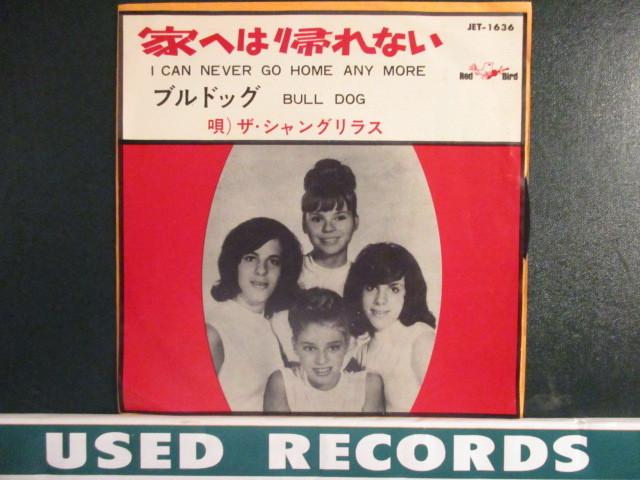 家へは帰れない
JET-1636
I CAN NEVER GO HOME ANY MORE
Red Bird
ブルドッグ BULL DOG
唄)ザ・シャングリラス
USED RECORDS